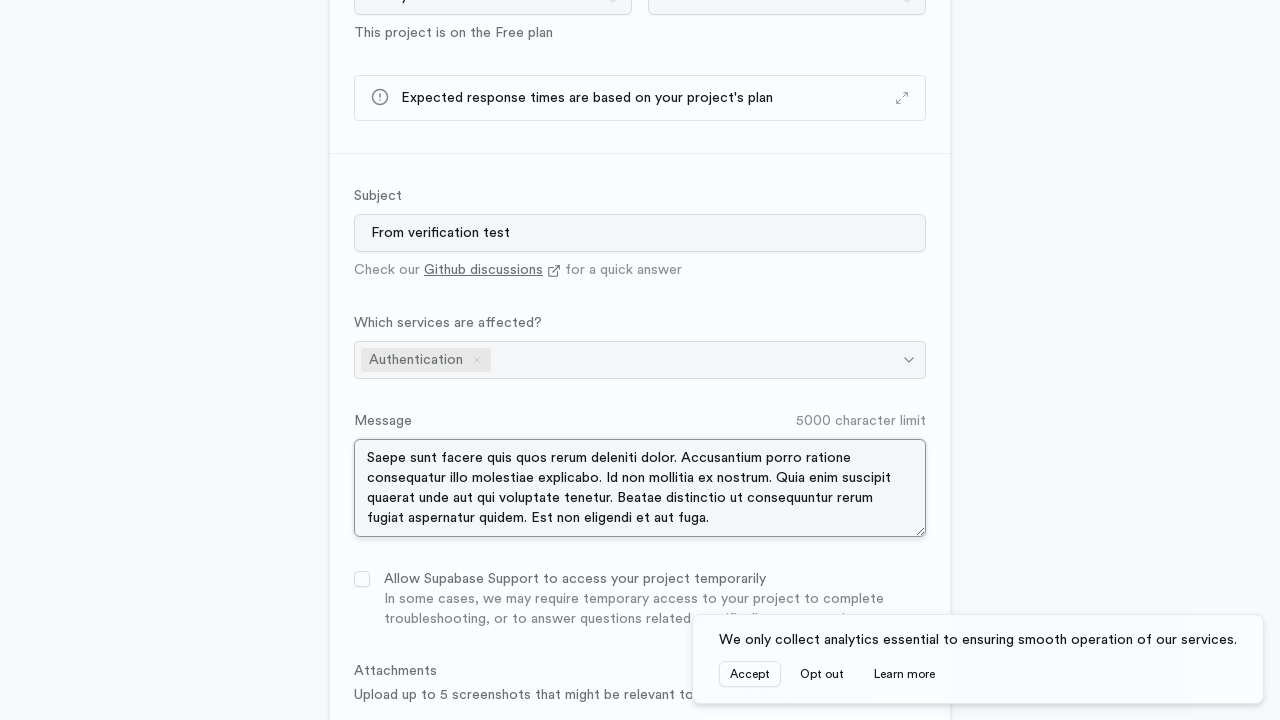 This project is on the Free plan
Expected response times are based on your project's plan
Subject
From verification test
Check our Github discussions for a quick answer
Which services are affected?
Authentication
Message
5000 character limit
Saepe sunt facere quis quos rerum deleniti dolor. Accusantium porro ratione
consequatur illo molestiae explicabo. Id non mollitia ex nostrum. Quia enim suscipit
quaerat unde aut qui voluptate tenetur. Beatae distinctio ut consequuntur rerum
fugiat aspernatur quidem. Est non eligendi et aut fuga.
Allow Supabase Support to access your project temporarily
In some cases, we may require temporary access to your project to complete
troubleshooting, or to answer questions related
Attachments
Upload up to 5 screenshots that might be relevant to
We only collect analytics essential to ensuring smooth operation of our services.
Accept
Opt out
Learn more